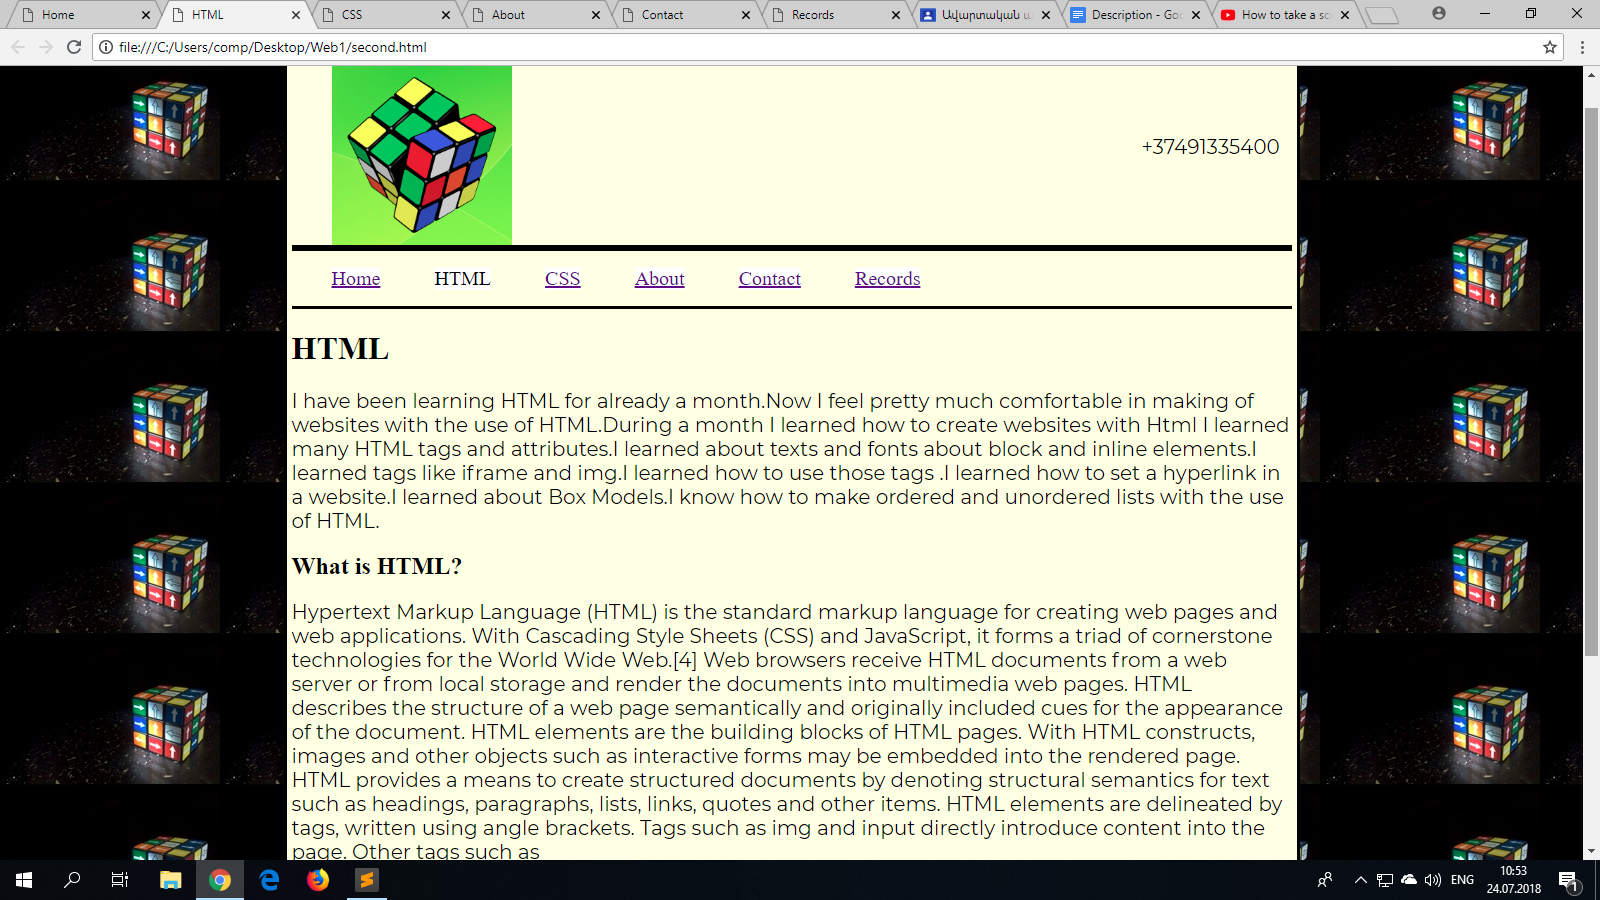 Home
HTML
CSS
About
Contact
Records
Ավարտական
Description - Goo
How to take a sc
file:///C:/Users/comp/Desktop/Web1/second.html
+37491335400
Home HTML CSS About Contact Records
HTML
I have been learning HTML for already a month.Now I feel pretty much comfortable in making of
websites with the use of HTML.During a month I learned how to create websites with Html I learned
many HTML tags and attributes.I learned about texts and fonts about block and inline elements.I
learned tags like iframe and img.I learned how to use those tags .I learned how to set a hyperlink in
a website.I learned about Box Models.I know how to make ordered and unordered lists with the use
of HTML.
What is HTML?
Hypertext Markup Language (HTML) is the standard markup language for creating web pages and
web applications. With Cascading Style Sheets (CSS) and JavaScript, it forms a triad of cornerstone
technologies for the World Wide Web.[4] Web browsers receive HTML documents from a web
server or from local storage and render the documents into multimedia web pages. HTML
describes the structure of a web page semantically and originally included cues for the appearance
of the document. HTML elements are the building blocks of HTML pages. With HTML constructs,
images and other objects such as interactive forms may be embedded into the rendered page.
HTML provides a means to create structured documents by denoting structural semantics for text
such as headings, paragraphs, lists, links, quotes and other items. HTML elements are delineated by
tags, written using angle brackets. Tags such as img and input directly introduce content into the
page. Other tags such as
ENG
10:53
24.07.2018
1